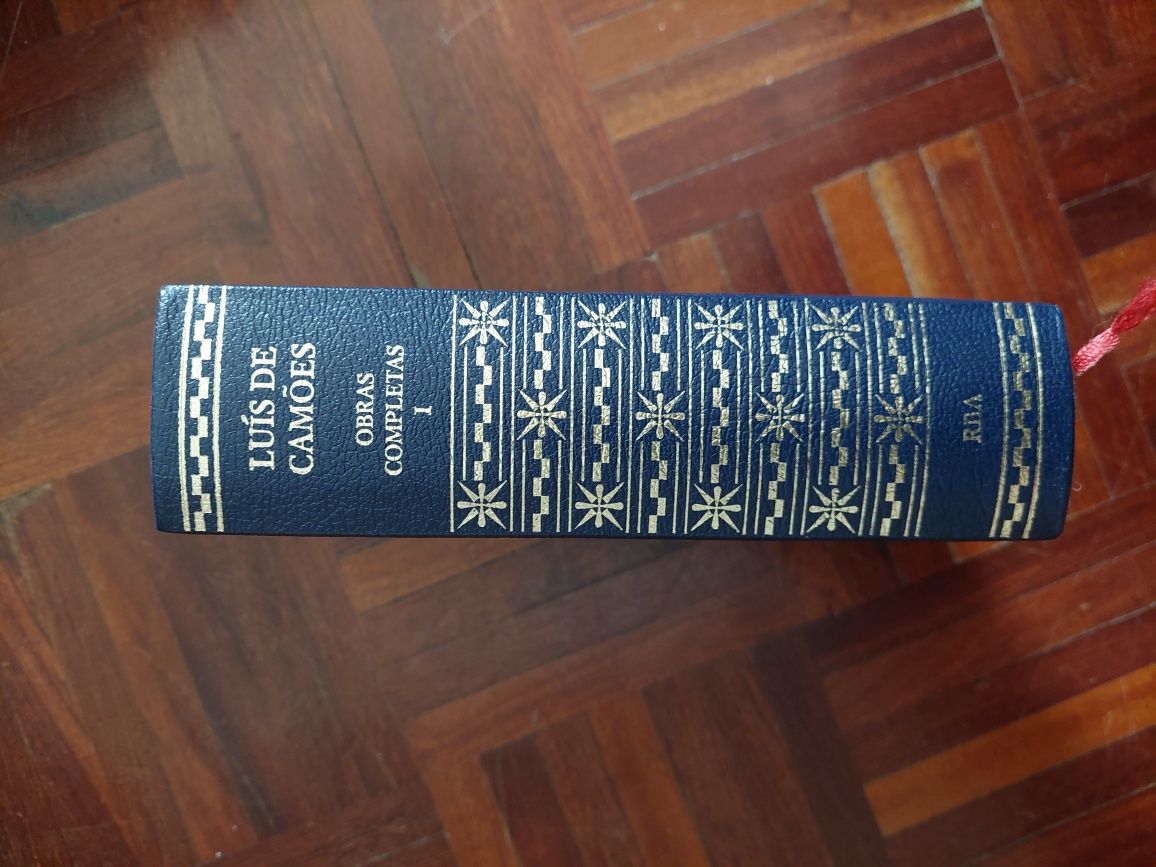 LUÍS DE
CAMÕES
OBRAS
COMPLETAS
I
RBA